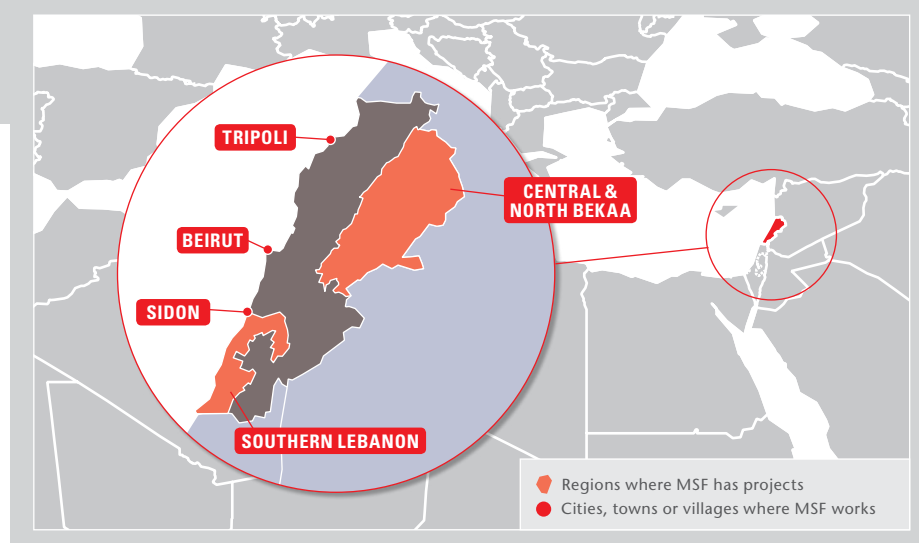 TRIPOLI
CENTRAL &
NORTH BEKAA
BEIRUT
SIDON
SOUTHERN LEBANON
Regions where MSF has projects
Cities, towns or villages where MSF works